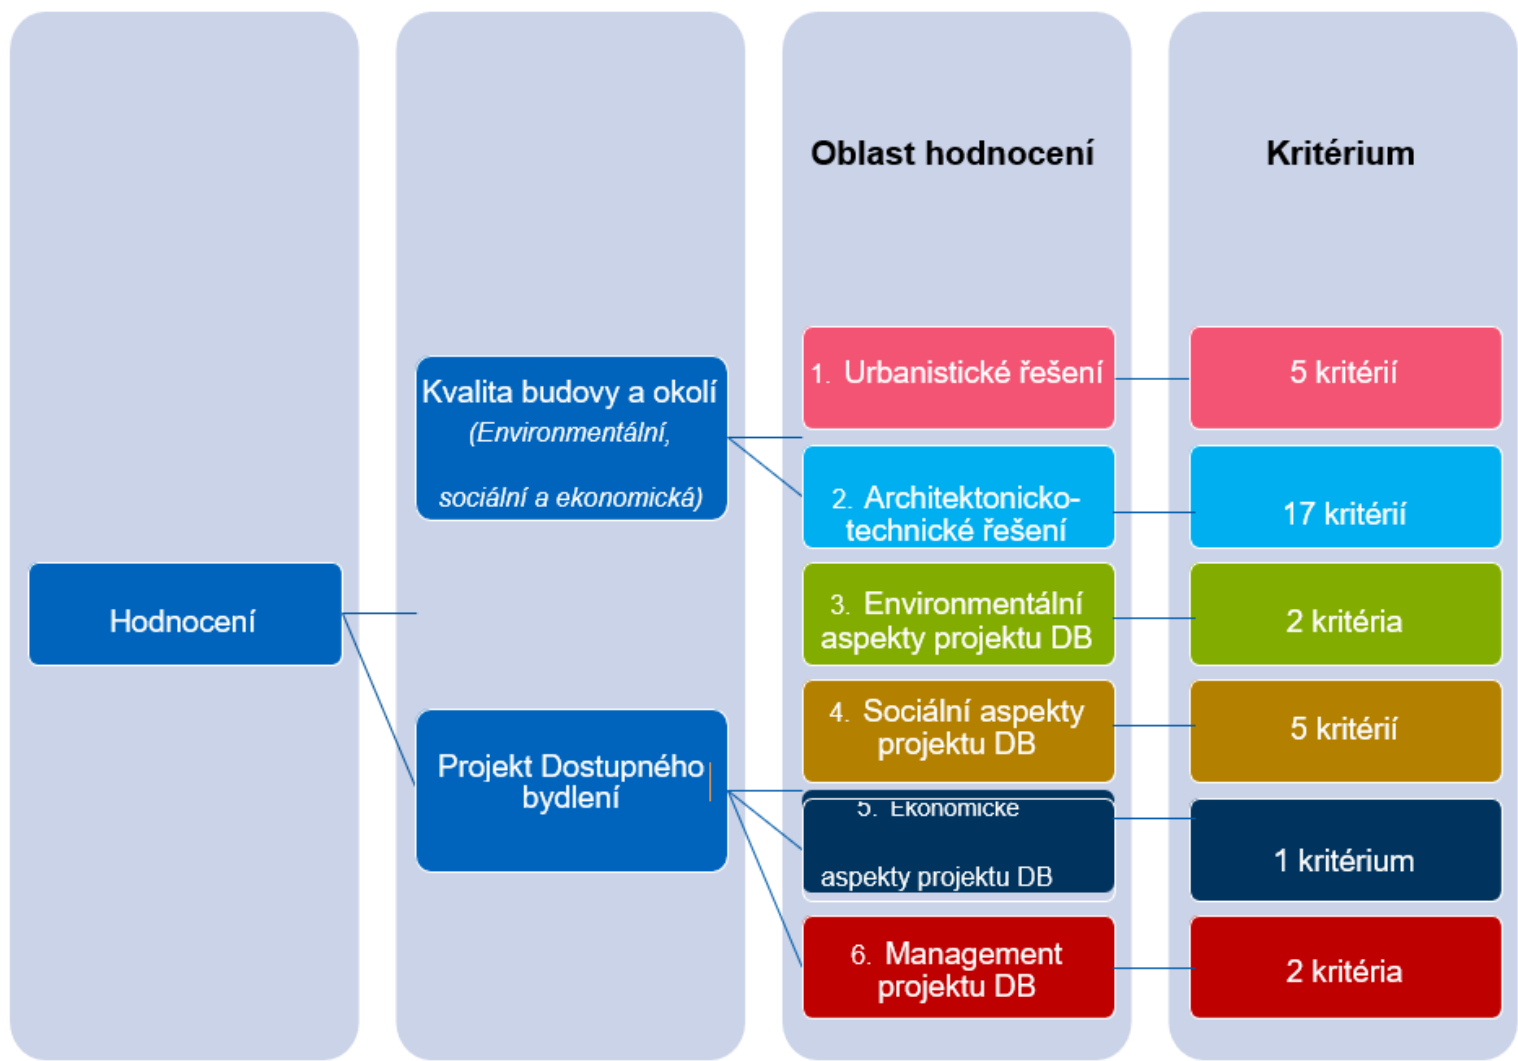 Oblast hodnocení
Kritérium
Hodnocení
Kvalita budovy a okolí
(Environmentální,
sociální a ekonomická)
Projekt Dostupného
bydlení
1. Urbanistické řešení
5 kritérií
2. Architektonicko-
technické řešení
17 kritérií
3. Environmentální
aspekty projektu DB
2 kritéria
4. Sociální aspekty
projektu DB
5 kritérií
5. Ekonomické
aspekty projektu DB
1 kritérium
6. Management
projektu DB
2 kritéria